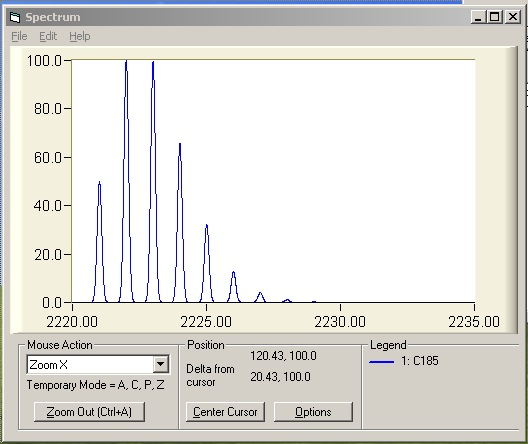 Spectrum
File Edit Help
100.0
80.0
60.0
40.0
20.0
0.0
2220.00 2225.00 2230.00 2235.00
Mouse Action
Zoom X
Temporary Mode = A, C, P, Z
Zoom Out (Ctrl+A)
Position
120.43, 100.0
Delta from cursor
20.43, 100.0
Center Cursor Options
Legend
1: C185